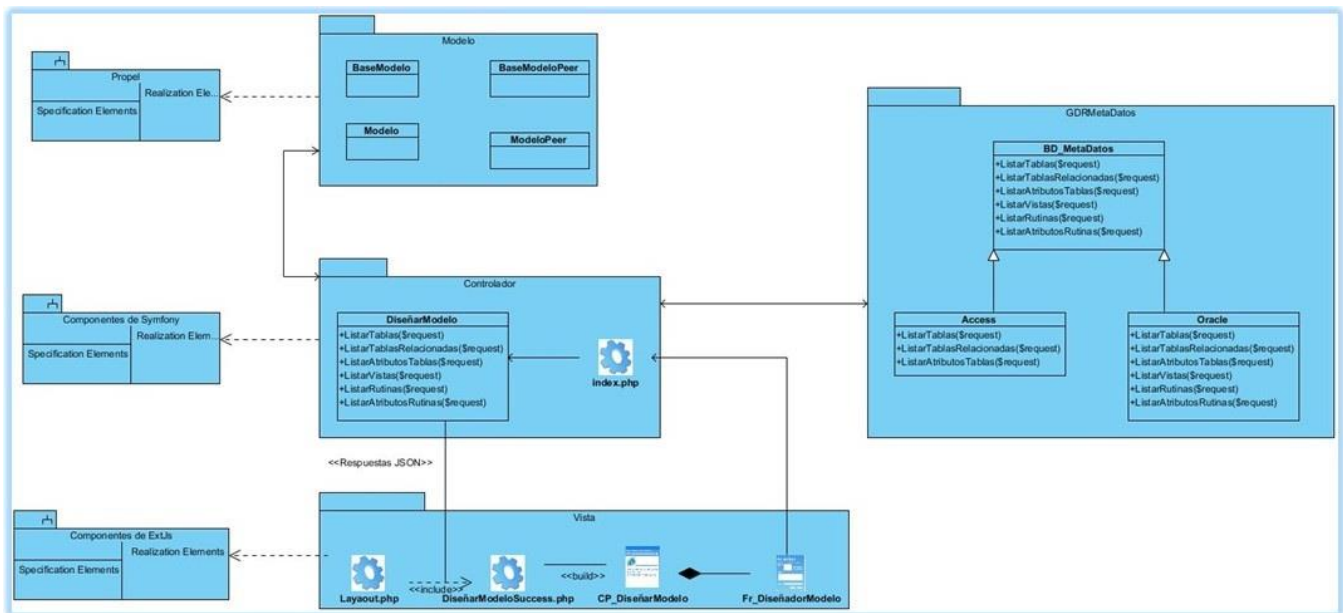 Modelo
BaseModelo
BaseModeloPeer
Modelo
ModeloPeer
Propel
Realization Ele...
Specification Elements
GDRMetaDatos
BD_MetaDatos
+ListarTablas($request)
+ListarTablasRelacionadas($request)
+ListarAtributosTablas($request)
+ListarVistas($request)
+ListarRutinas($request)
+ListarAtributosRutinas($request)
Access
+ListarTablas($request)
+ListarTablasRelacionadas($request)
+ListarAtributosTablas($request)
Oracle
+ListarTablas($request)
+ListarTablasRelacionadas($request)
+ListarAtributosTablas($request)
+ListarVistas($request)
+ListarRutinas($request)
+ListarAtributosRutinas($request)
Controlador
DiseñarModelo
+ListarTablas($request)
+ListarTablasRelacionadas($request)
+ListarAtributosTablas($request)
+ListarVistas($request)
+ListarRutinas($request)
+ListarAtributosRutinas($request)
index.php
Componentes de Symfony
Realization Elem...
Specification Elements
<<Respuestas JSON>>
Componentes de ExtJs
Realization Elements
Specification Elements
Vista
Layaout.php
<<include>>
DiseñarModeloSuccess.php
<<build>>
CP_DiseñarModelo
Fr_DiseñadorModelo